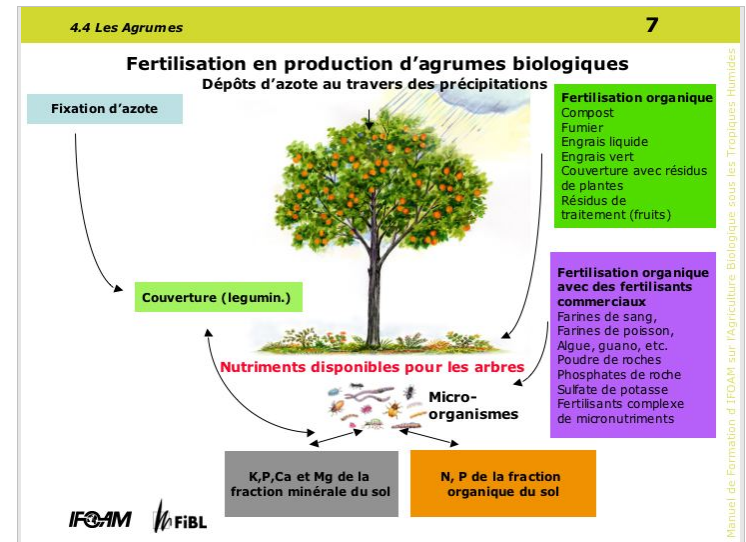 4.4 Les Agrumes
7
Fertilisation en production d'agrumes biologiques
Dépôts d'azote au travers des précipitations
Fixation d'azote
Fertilisation organique
Compost
Fumier
Engrais liquide
Engrais vert
Couverture avec résidus
de plantes
Résidus de
traitement (fruits)
Couverture (legumin.)
Fertilisation organique
avec des fertilisants
commerciaux
Farines de sang,
Farines de poisson,
Algue, guano, etc.
Poudre de roches
Phosphates de roche
Sulfate de potasse
Fertilisants complexe
de micronutriments
Nutriments disponibles pour les arbres
Micro-
organismes
K,P,Ca et Mg de la
fraction minérale du sol
N, P de la fraction
organique du sol
IFOAM
FiBL
Manuel de Formation d'IFOAM sur l'Agriculture Biologique sous les Tropiques Humides